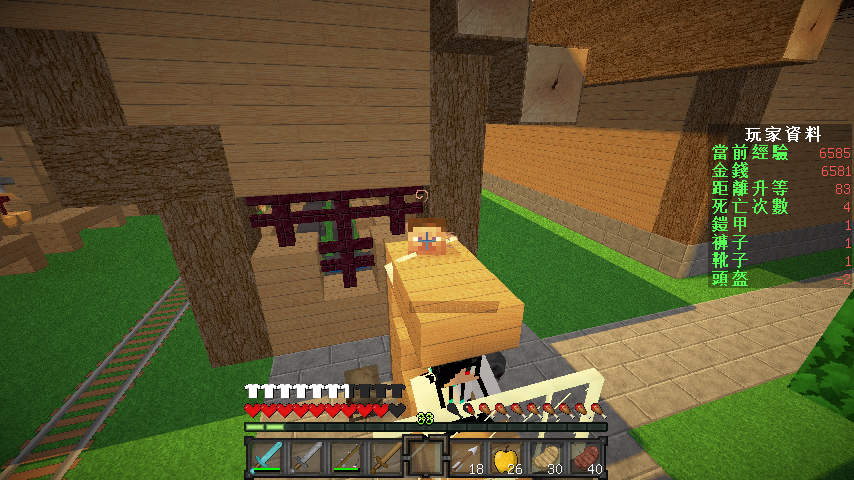 玩家資料
當前經驗 6585
金錢 6581
距離升等 83
死亡次數 4
鎧甲 1
褲子 1
靴子 1
頭盔 -2
88
18 26 30 40